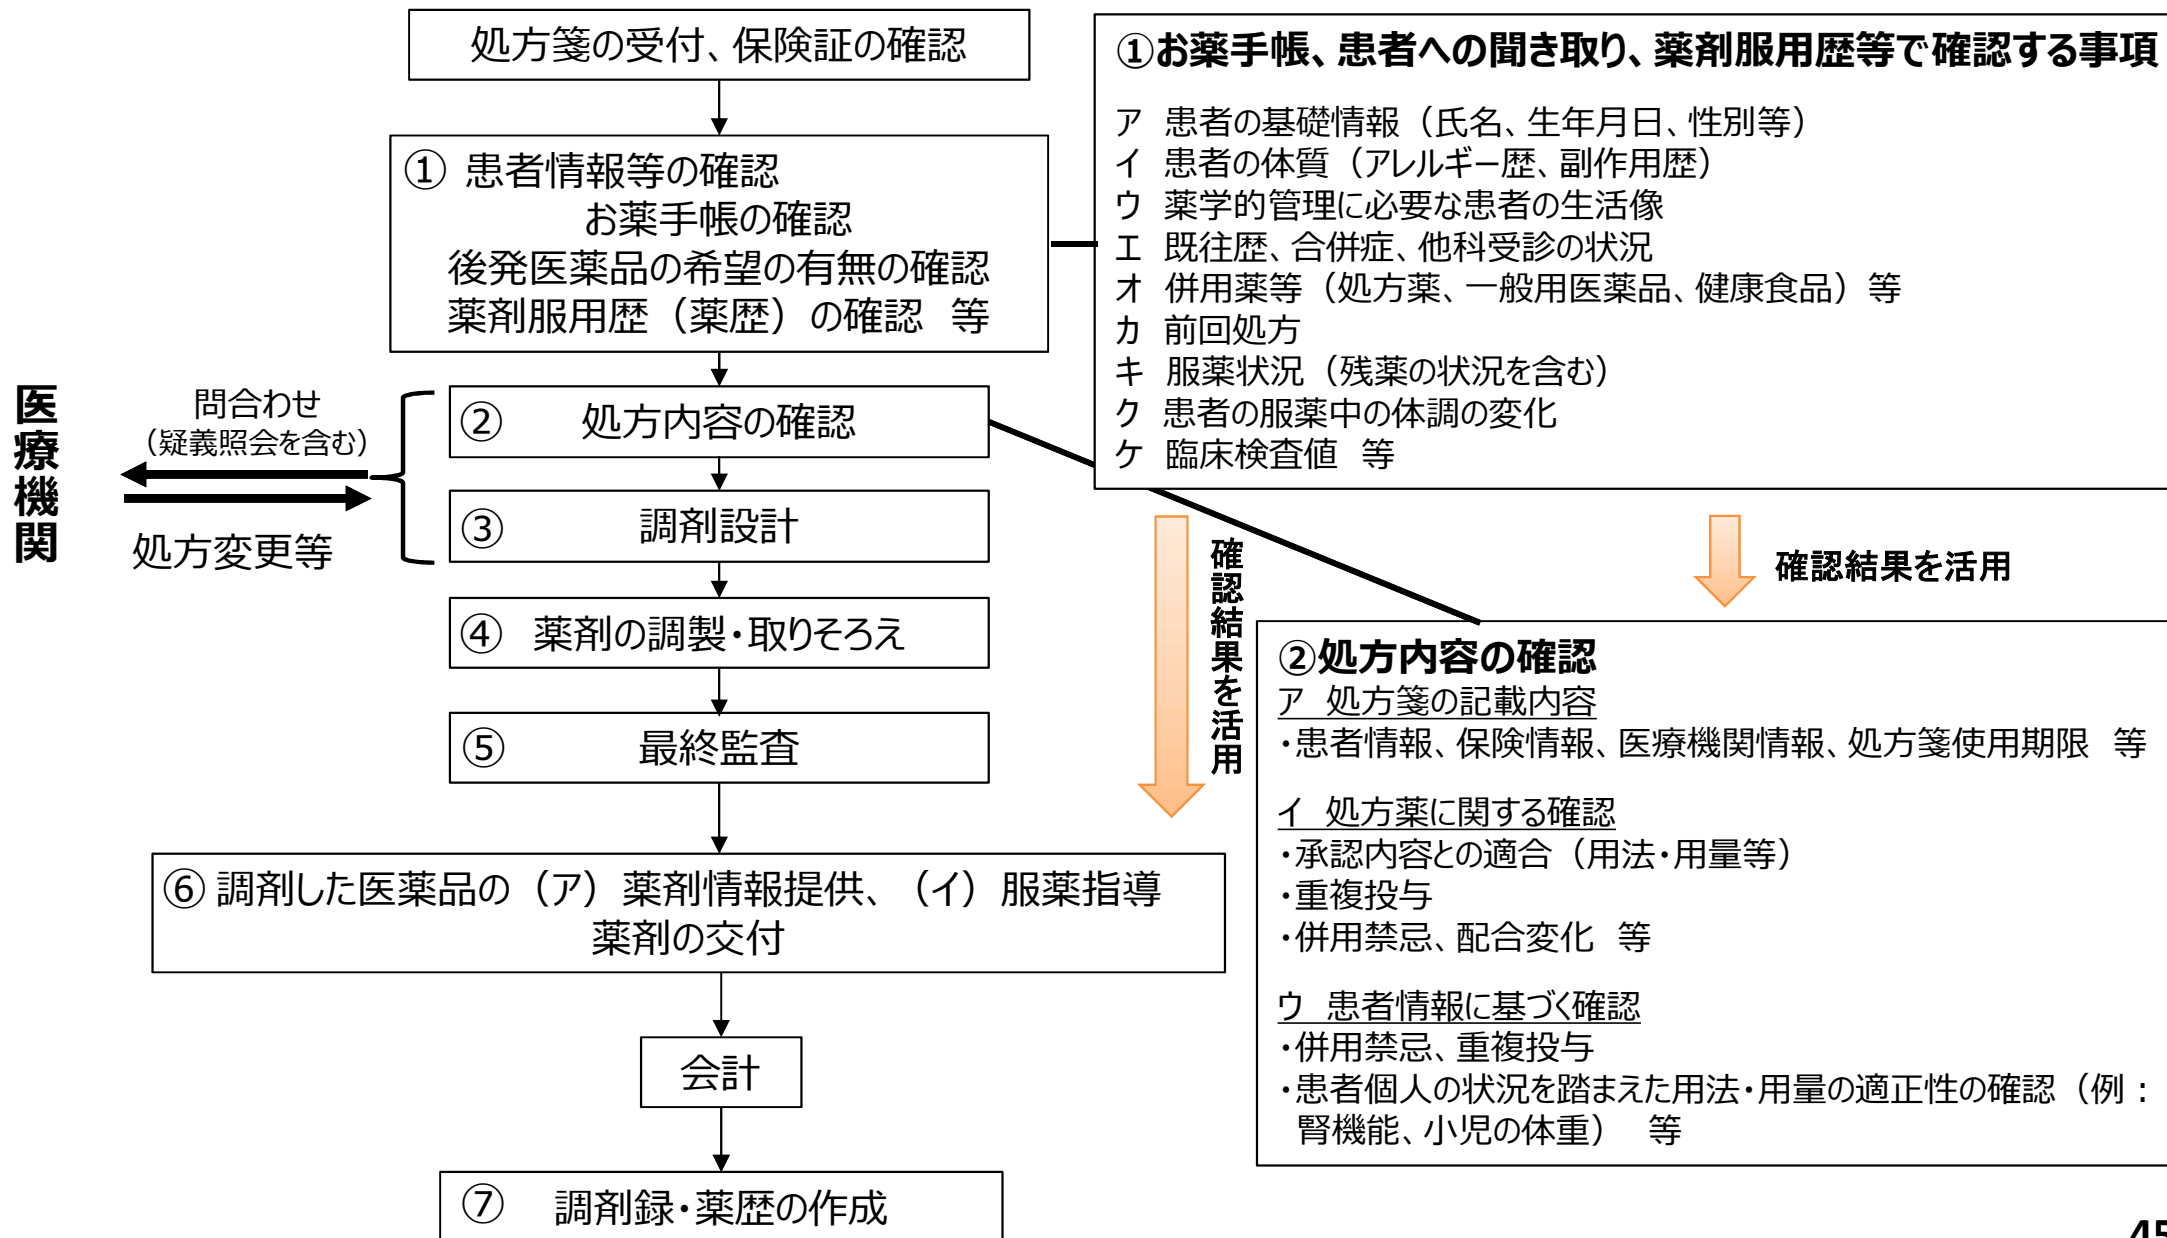 処方箋の受付、保険証の確認
① 患者情報等の確認
お薬手帳の確認
後発医薬品の希望の有無の確認
薬剤服用歴（薬歴）の確認 等
② 処方内容の確認
③ 調剤設計
④ 薬剤の調製・取りそろえ
⑤ 最終監査
⑥ 調剤した医薬品の（ア）薬剤情報提供、（イ）服薬指導
薬剤の交付
会計
⑦ 調剤録・薬歴の作成
医療機関
問合わせ
（疑義照会を含む）
処方変更等
①お薬手帳、患者への聞き取り、薬剤服用歴等で確認する事項
ア 患者の基礎情報（氏名、生年月日、性別等）
イ 患者の体質（アレルギー歴、副作用歴）
ウ 薬学的管理に必要な患者の生活像
エ 既往歴、合併症、他科受診の状況
オ 併用薬等（処方薬、一般用医薬品、健康食品）等
カ 前回処方
キ 服薬状況（残薬の状況を含む）
ク 患者の服薬中の体調の変化
ケ 臨床検査値 等
確認結果を活用
確認結果を活用
②処方内容の確認
ア 処方箋の記載内容
・患者情報、保険情報、医療機関情報、処方箋使用期限 等
イ 処方薬に関する確認
・承認内容との適合（用法・用量等）
・重複投与
・併用禁忌、配合変化 等
ウ 患者情報に基づく確認
・併用禁忌、重複投与
・患者個人の状況を踏まえた用法・用量の適正性の確認（例：
腎機能、小児の体重） 等
45